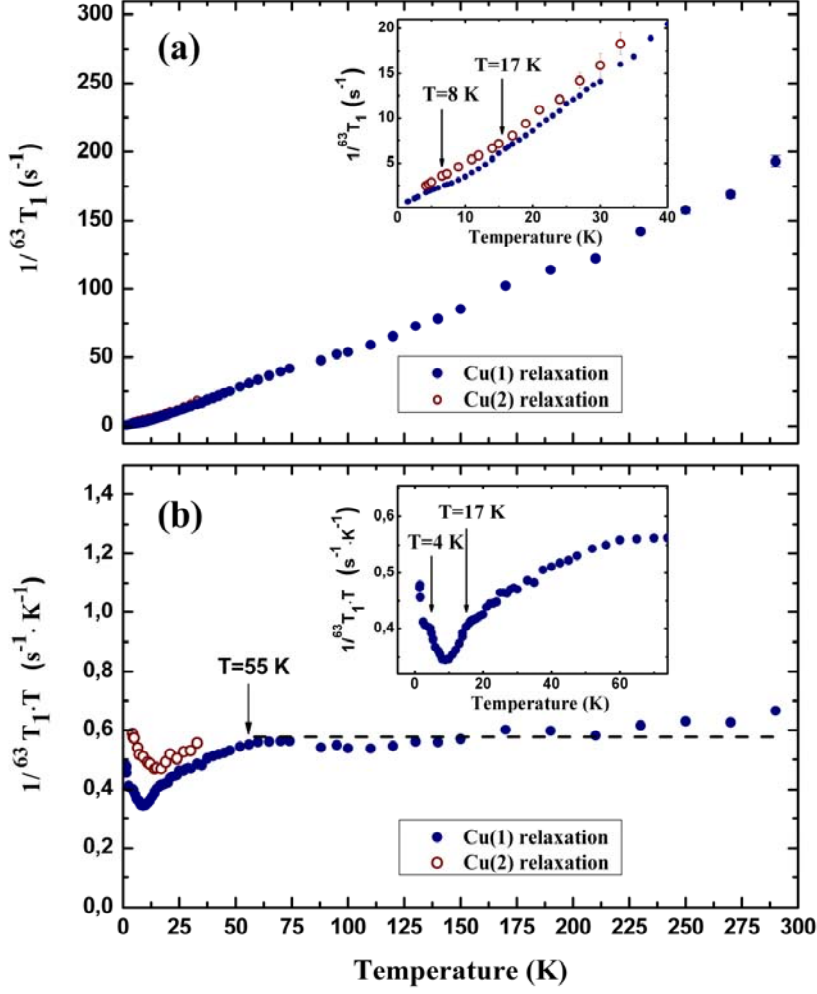 (a)
300
250
200
150
100
50
0
1/⁶³T₁ (s⁻¹)
20
15
10
5
1/⁶³T₁ (s⁻¹)
T=17 K
T=8 K
0 10 20 30 40
Temperature (K)
Cu(1) relaxation
Cu(2) relaxation
(b)
1,4
1,2
1,0
0,8
0,6
0,4
0,2
0,0
1/⁶³T₁·T (s⁻¹·K⁻¹)
0,6
0,5
0,4
1/⁶³T₁·T (s⁻¹·K⁻¹)
T=17 K
T=4 K
0 20 40 60
Temperature (K)
T=55 K
Cu(1) relaxation
Cu(2) relaxation
0 25 50 75 100 125 150 175 200 225 250 275 300
Temperature (K)